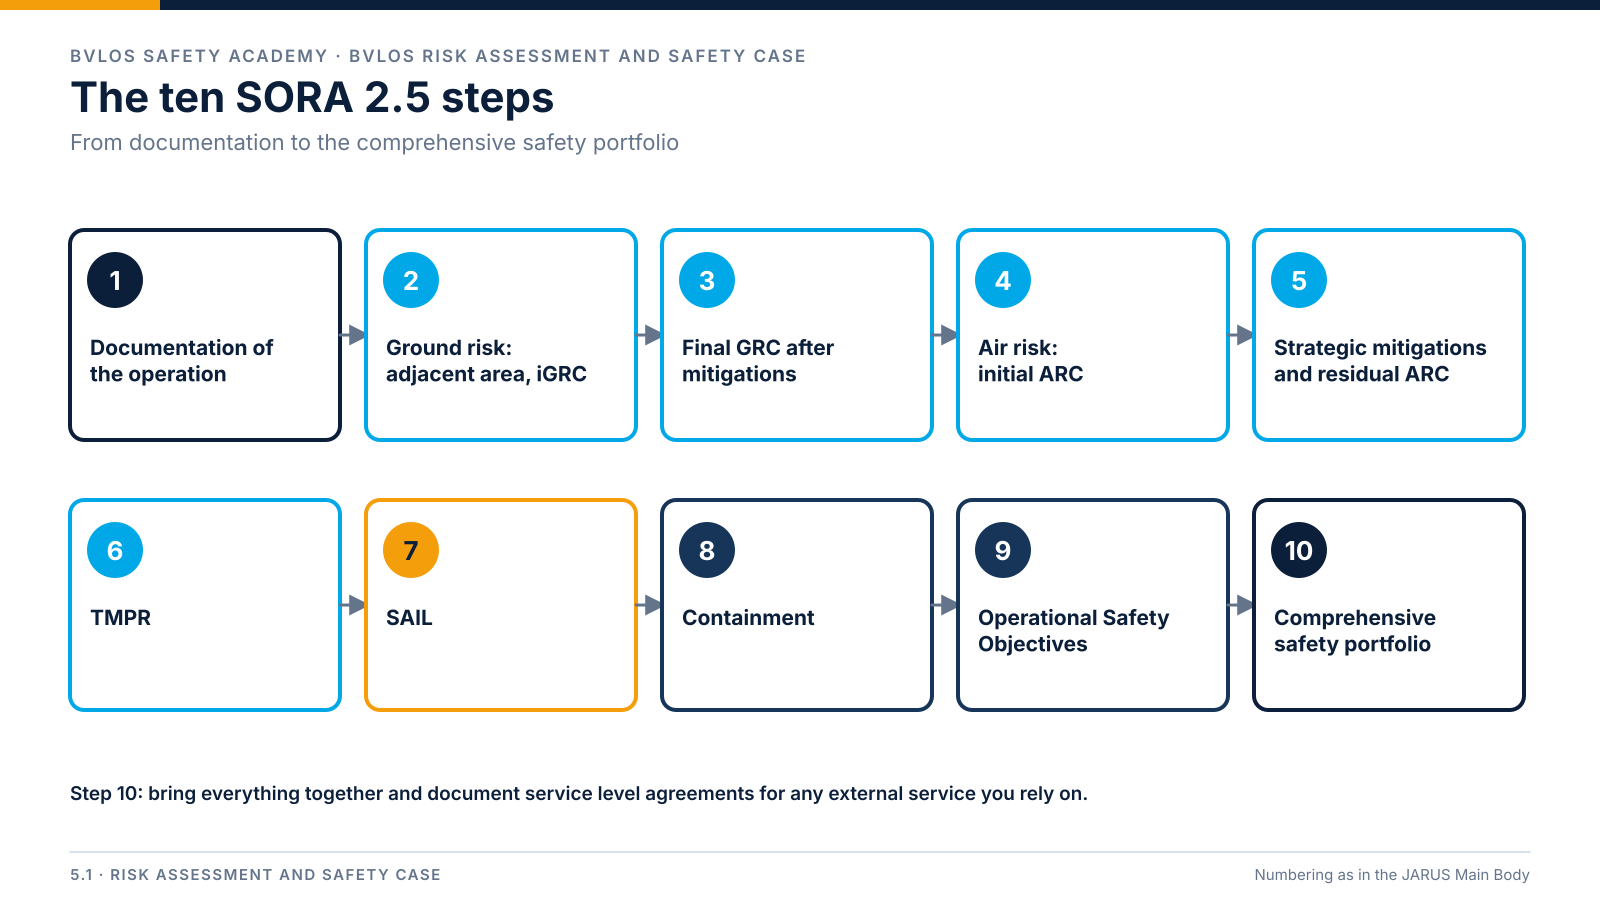 BVLOS SAFETY ACADEMY · BVLOS RISK ASSESSMENT AND SAFETY CASE
The ten SORA 2.5 steps
From documentation to the comprehensive safety portfolio
1
Documentation of
the operation
2
Ground risk:
adjacent area, iGRC
3
Final GRC after
mitigations
4
Air risk:
initial ARC
5
Strategic mitigations
and residual ARC
6
TMPR
7
SAIL
8
Containment
9
Operational Safety
Objectives
10
Comprehensive
safety portfolio
Step 10: bring everything together and document service level agreements for any external service you rely on.
5.1 · RISK ASSESSMENT AND SAFETY CASE
Numbering as in the JARUS Main Body